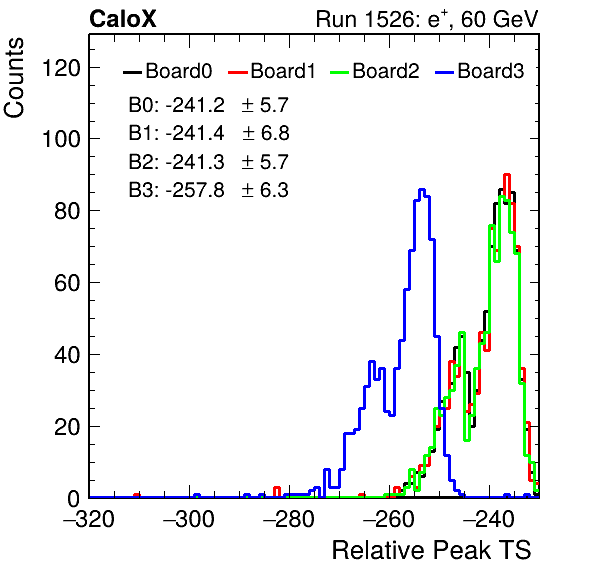 CaloX Run 1526: e⁺, 60 GeV
Counts
Board0 Board1 Board2 Board3
B0: -241.2 ± 5.7
B1: -241.4 ± 6.8
B2: -241.3 ± 5.7
B3: -257.8 ± 6.3
120
100
80
60
40
20
0
−320 −300 −280 −260 −240
Relative Peak TS